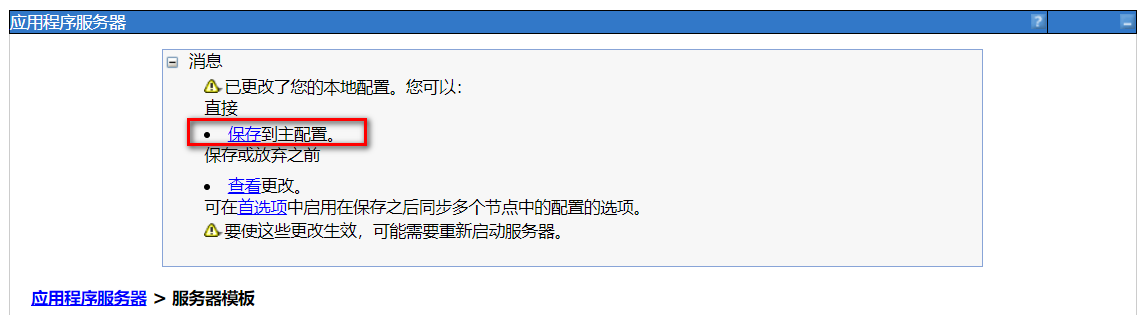 应用程序服务器
消息
已更改了您的本地配置。您可以：
直接
保存到主配置。
保存或放弃之前
查看更改。
可在首选项中启用在保存之后同步多个节点中的配置的选项。
要使这些更改生效，可能需要重新启动服务器。
应用程序服务器 > 服务器模板